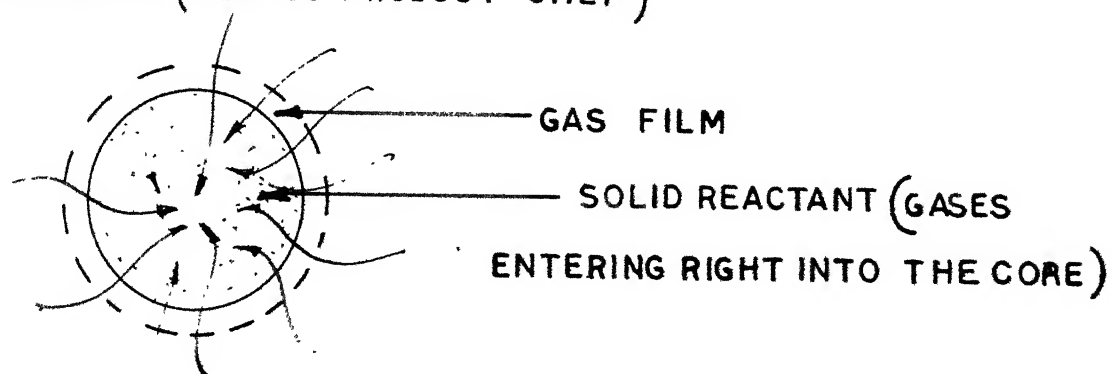 GAS FILM
SOLID REACTANT (GASES
ENTERING RIGHT INTO THE CORE)